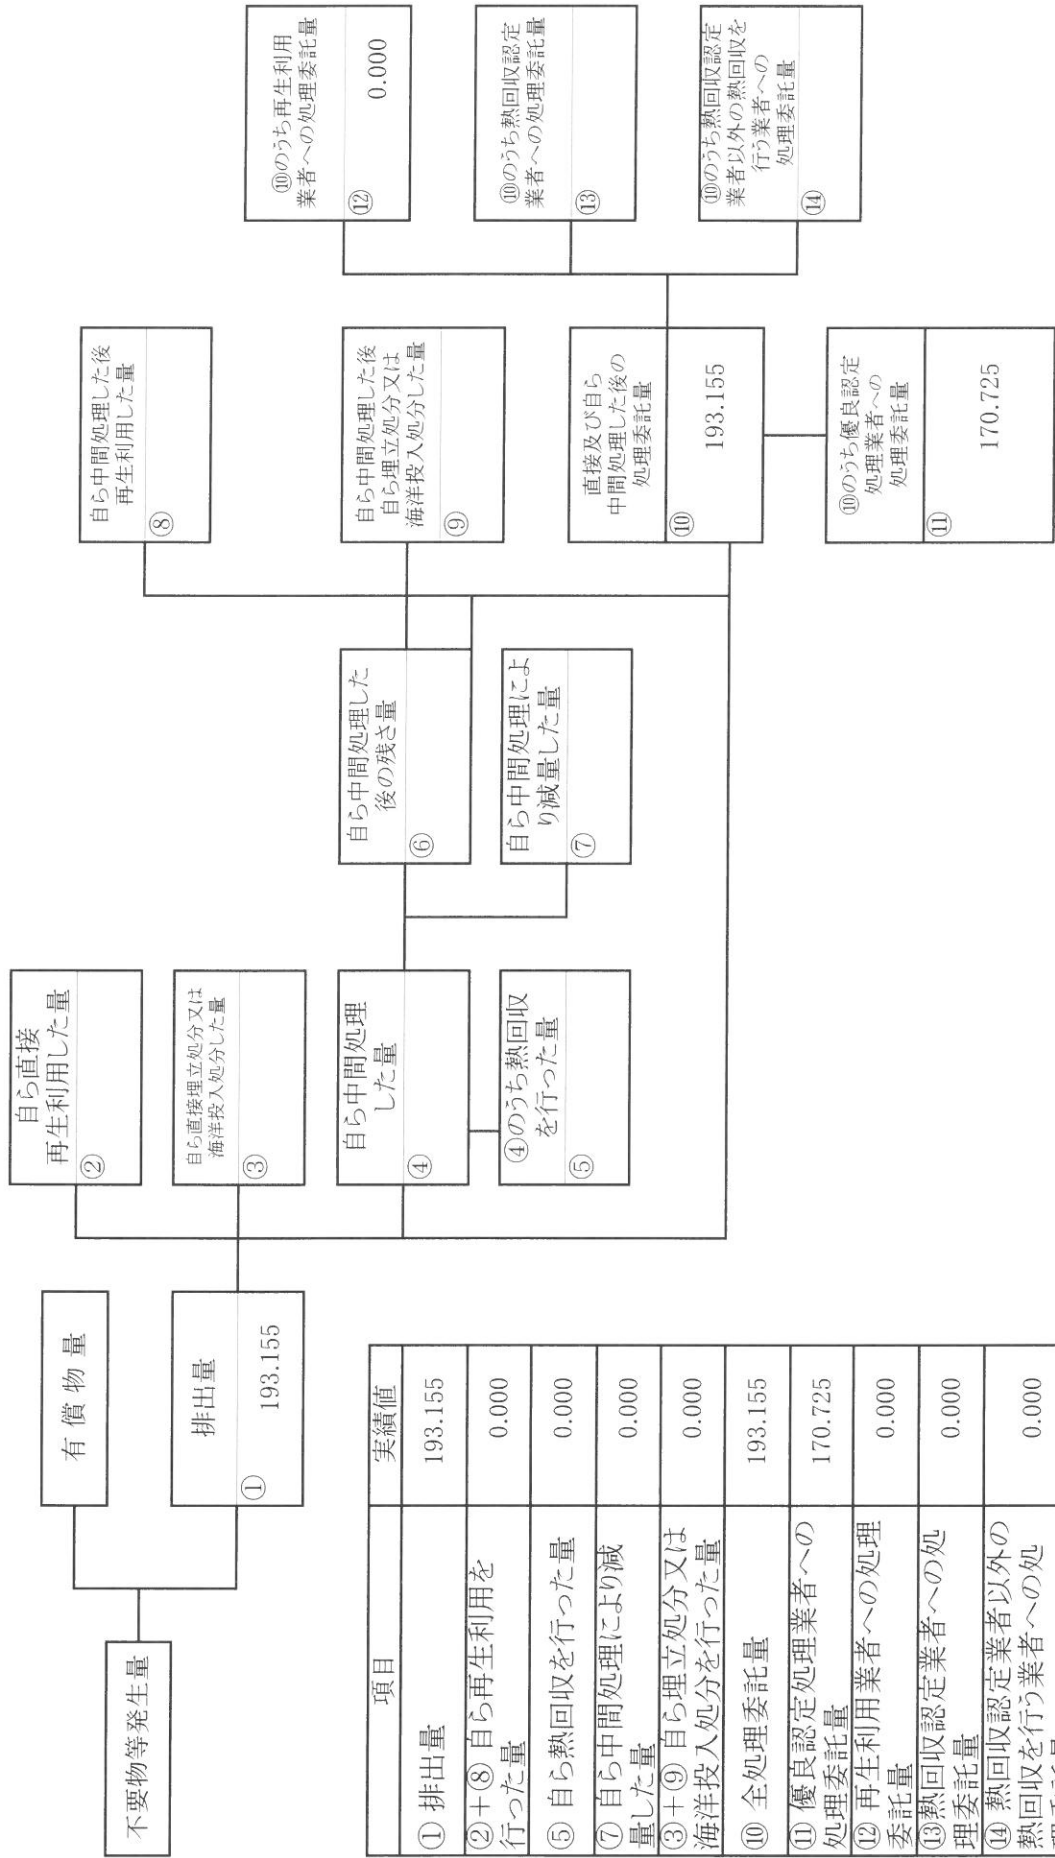 不要物等発生量
有償物量
排出量
①
193.155
自ら直接
再生利用した量
②
自ら直接埋立処分又は
海洋投入処分した量
③
自ら中間処理
した量
④
④のうち熱回収
を行った量
⑤
自ら中間処理した
後の残さ量
⑥
自ら中間処理によ
り減量した量
⑦
自ら中間処理した後
再生利用した量
⑧
自ら中間処理した後
自ら埋立処分又は
海洋投入処分した量
⑨
直接及び自ら
中間処理した後の
処理委託量
⑩
193.155
⑩のうち優良認定
処理業者への
処理委託量
⑪
170.725
⑩のうち再生利用
業者への処理委託量
⑫
0.000
⑩のうち熱回収認定
業者への処理委託量
⑬
⑩のうち熱回収認定
業者以外の熱回収を
行う業者への
処理委託量
⑭
項目 実績値
① 排出量 193.155
②+⑧ 自ら再生利用を
行った量 0.000
⑤ 自ら熱回収を行った量 0.000
⑦ 自ら中間処理により減
量した量 0.000
③+⑨ 自ら埋立処分又は
海洋投入処分を行った量 0.000
⑩ 全処理委託量 193.155
⑪ 優良認定処理業者への
処理委託量 170.725
⑫ 再生利用業者への処理
委託量 0.000
⑬熱回収認定業者への処
理委託量 0.000
⑭ 熱回収認定業者以外の
熱回収を行う業者への処 0.000